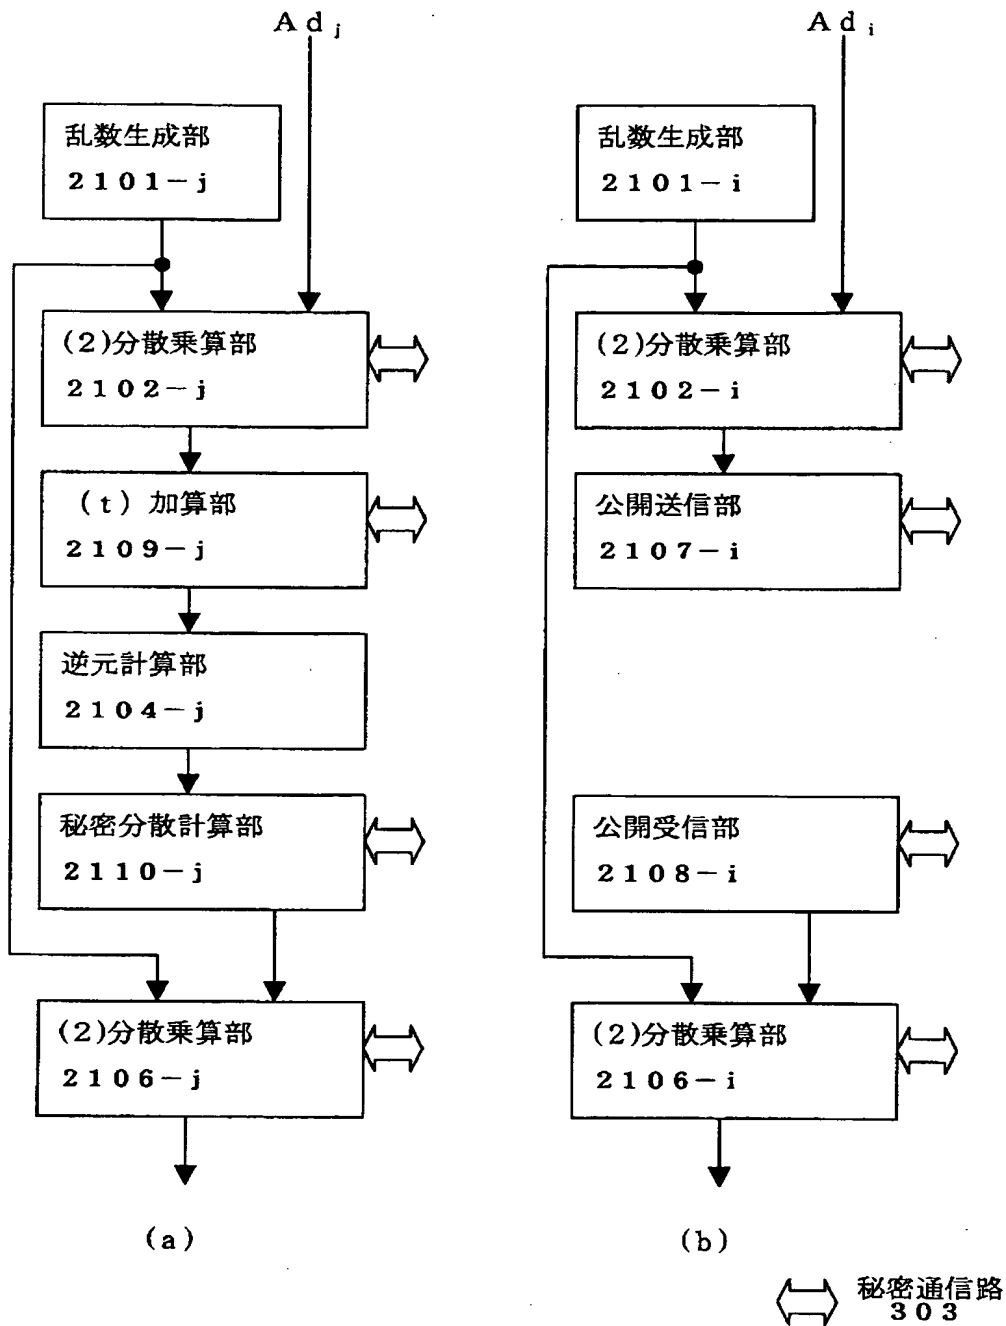 Ad j
乱数生成部
2101-j
(2)分散乗算部
2102-j
(t)加算部
2109-j
逆元計算部
2104-j
秘密分散計算部
2110-j
(2)分散乗算部
2106-j
(a)
Ad i
乱数生成部
2101-i
(2)分散乗算部
2102-i
公開送信部
2107-i
公開受信部
2108-i
(2)分散乗算部
2106-i
(b)
秘密通信路
303